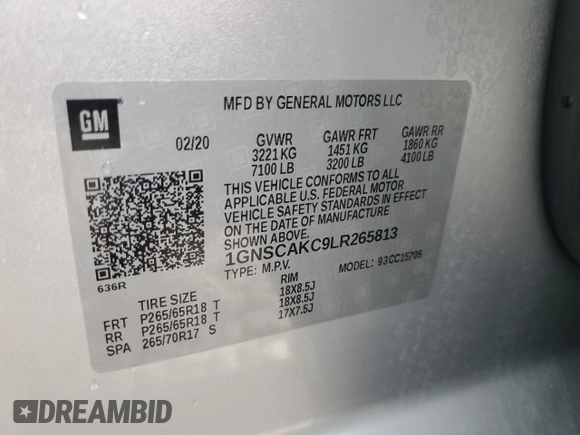 GM
MFD BY GENERAL MOTORS LLC
02/20 GVWR GAWR FRT GAWR RR
3221 KG 1451 KG 1860 KG
7100 LB 3200 LB 4100 LB
THIS VEHICLE CONFORMS TO ALL
APPLICABLE U.S. FEDERAL MOTOR
VEHICLE SAFETY STANDARDS IN EFFECT
ON THE DATE OF MANUFACTURE
SHOWN ABOVE.
1GNSCAKC9LR265813
TYPE: M.P.V. MODEL: 93CC15706
636R
TIRE SIZE RIM
FRT P265/65R18 T 18X8.5J
RR P265/65R18 T 18X8.5J
SPA 265/70R17 S 17X7.5J
DREAMBID